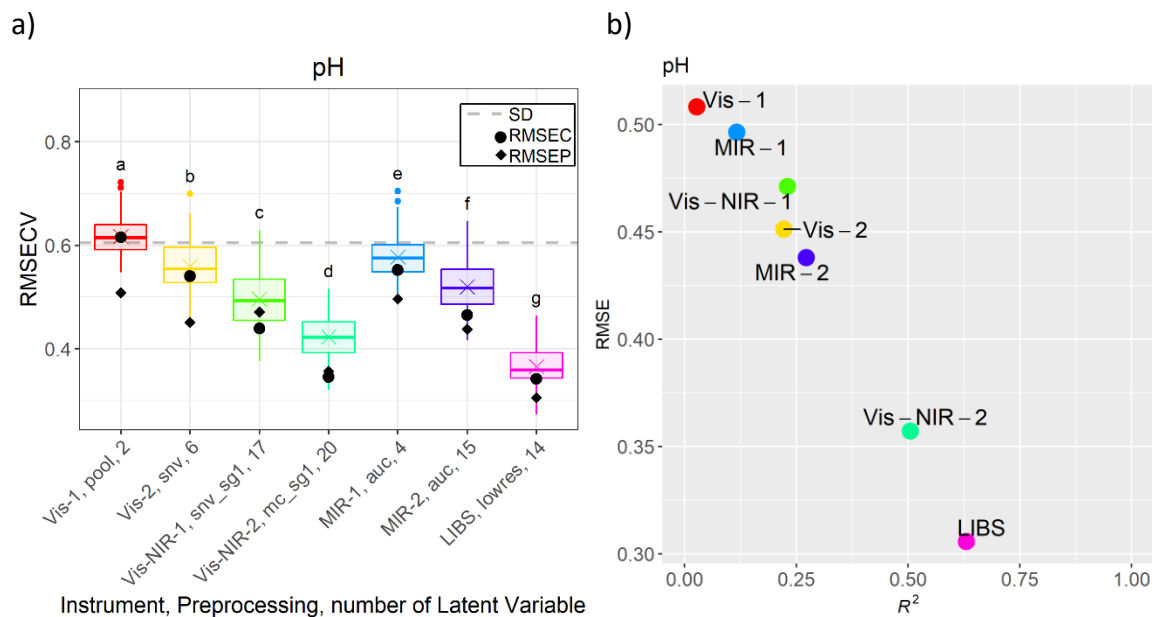 a)
pH
SD
RMSEC
RMSEP
a
b
c
d
e
f
g
0.8
0.6
0.4
RMSECV
Vis-1, pool, 2
Vis-2, snv, 6
Vis-NIR-1, snv_sg1, 17
Vis-NIR-2, mc_sg1, 20
MIR-1, auc, 4
MIR-2, auc, 15
LIBS, lowres, 14
Instrument, Preprocessing, number of Latent Variable
b)
pH
Vis-1
MIR-1
Vis-NIR-1
Vis-2
MIR-2
Vis-NIR-2
LIBS
0.50
0.45
0.40
0.35
0.30
RMSE
0.00 0.25 0.50 0.75 1.00
R²